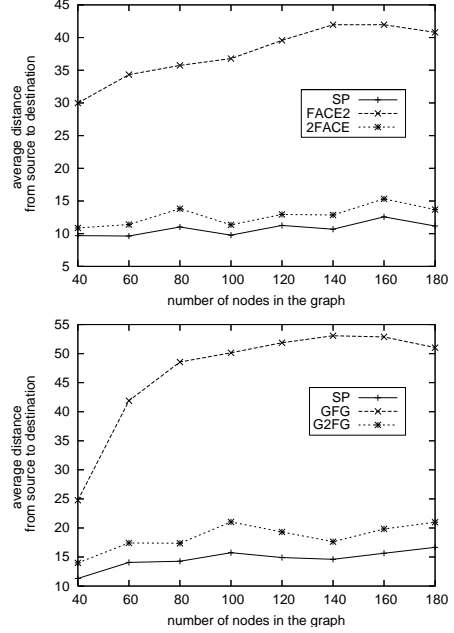 45
40
35
30
25
20
15
10
5
average distance
from source to destination
SP
FACE2
2FACE
40 60 80 100 120 140 160 180
number of nodes in the graph
55
50
45
40
35
30
25
20
15
10
average distance
from source to destination
SP
GFG
G2FG
40 60 80 100 120 140 160 180
number of nodes in the graph